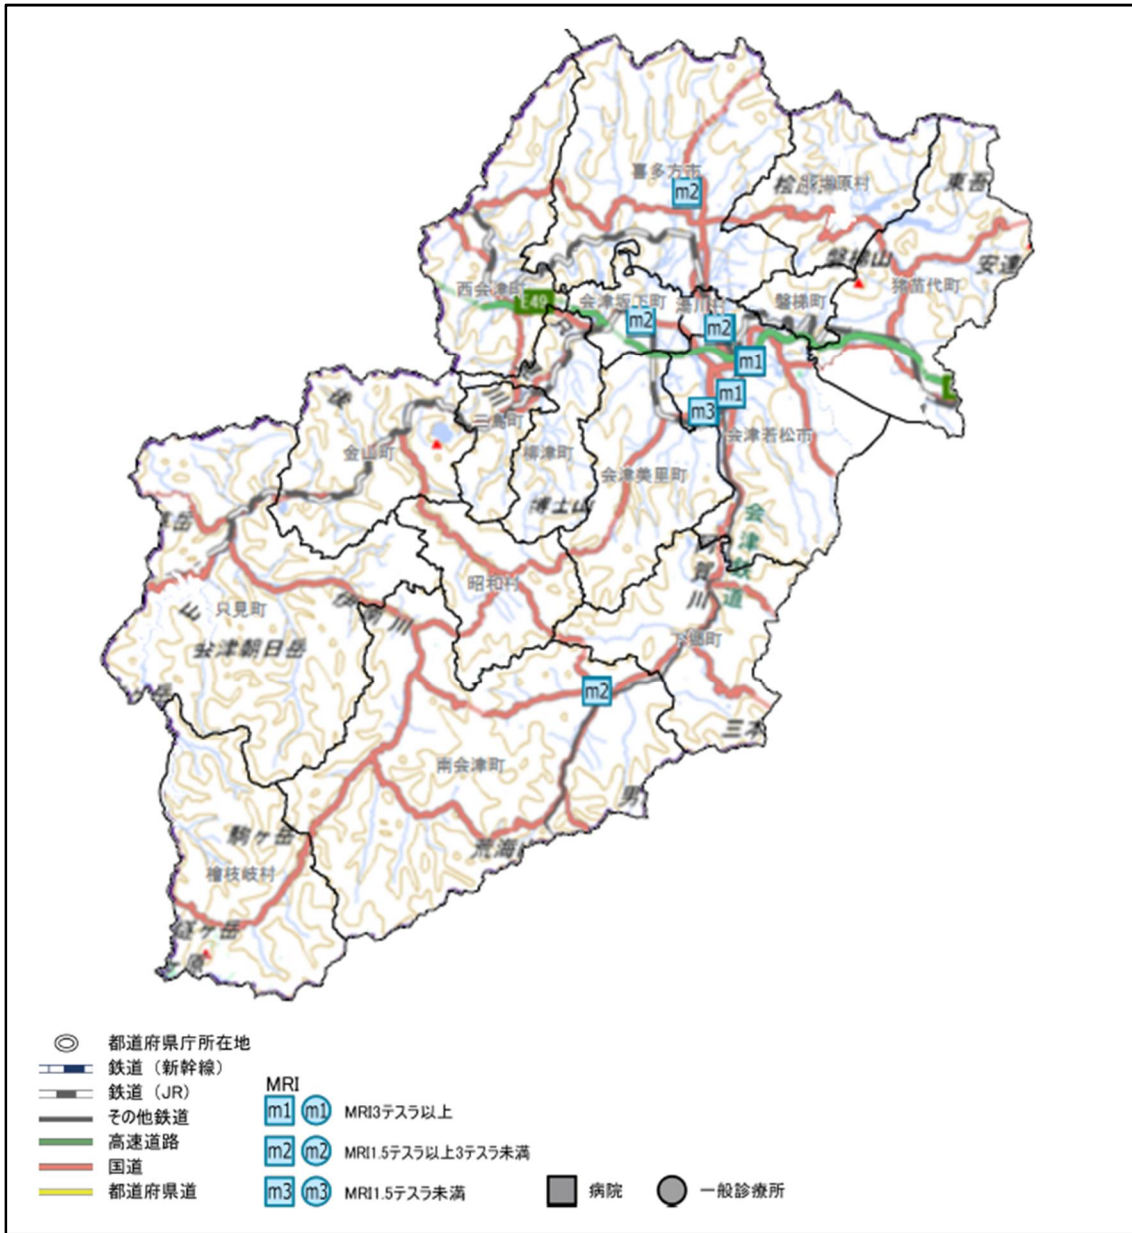 喜多方市
m2
東吾
磐梯山
安達
猪苗代町
西会津町
E49
会津坂下町
磐梯町
m2
m2
m1
m1
m3
会津若松市
三島町
金山町
柳津町
会津美里町
博士山
会津鉄道
賀川
昭和村
只見町
伊南川
下郷町
会津朝日岳
m2
三本
南会津町
男
駒ヶ岳
荒海山
檜枝岐村
都道府県庁所在地
鉄道（新幹線）
鉄道（JR）
その他鉄道
高速道路
国道
都道府県道
MRI
m1 m1 MRI3テスラ以上
m2 m2 MRI1.5テスラ以上3テスラ未満
m3 m3 MRI1.5テスラ未満
病院
一般診療所